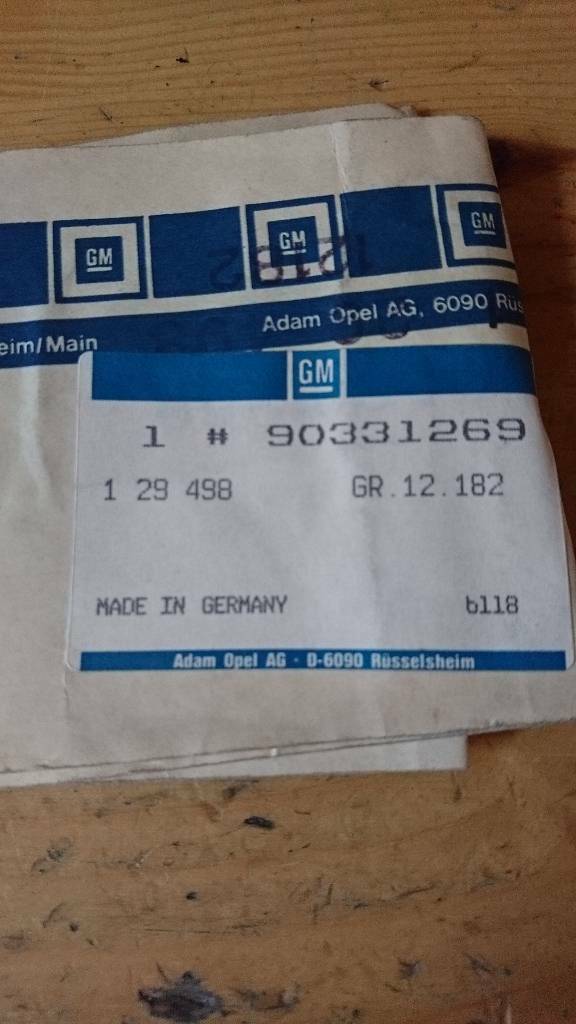 GM GM GM
12182
Adam Opel AG, 6090 Rüs
eim/Main
GM
1 # 90331269
1 29 498 GR.12.182
MADE IN GERMANY b118
Adam Opel AG · D-6090 Rüsselsheim